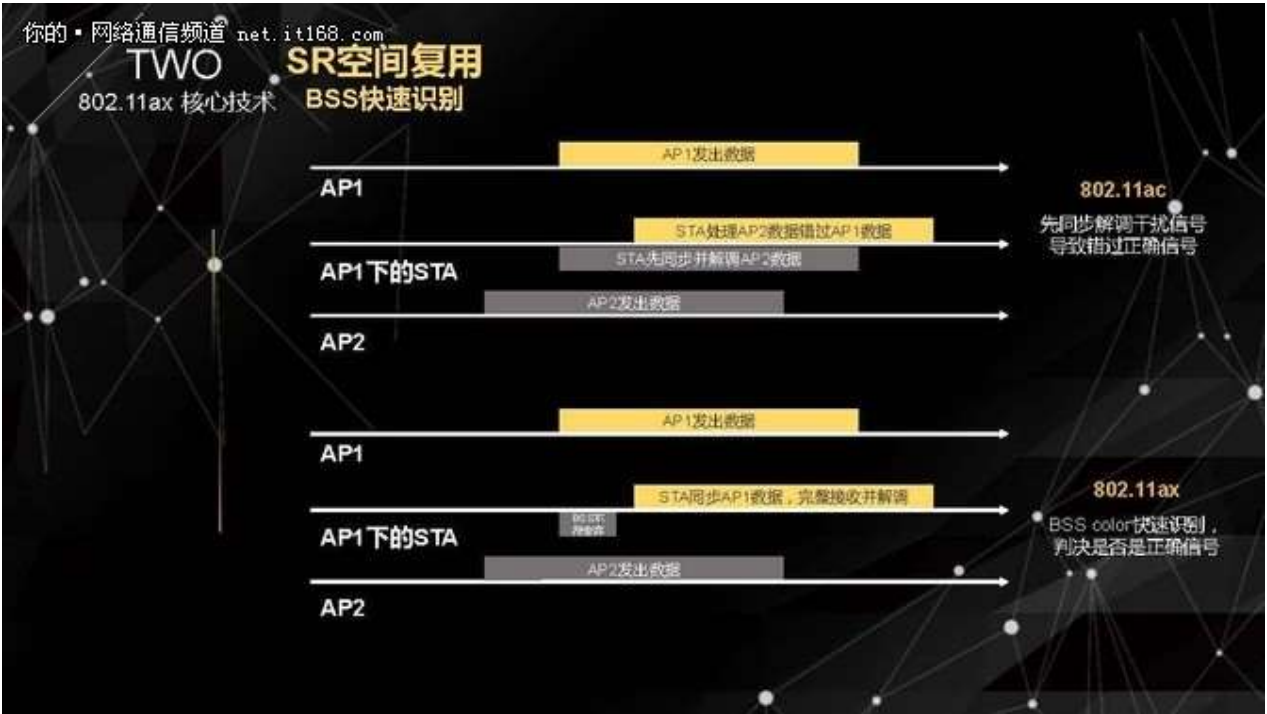 你的·网络通信频道 net.it168.com
TWO
802.11ax 核心技术
SR空间复用
BSS快速识别
AP1发出数据
AP1
STA处理AP2数据错过AP1数据
STA先同步并解调AP2数据
AP1下的STA
AP2发出数据
AP2
802.11ac
先同步解调干扰信号
导致错过正确信号
AP1发出数据
AP1
STA同步AP1数据，完整接收并解调
AP1下的STA
AP2发出数据
AP2
802.11ax
BSS color快速识别，
判决是否是正确信号